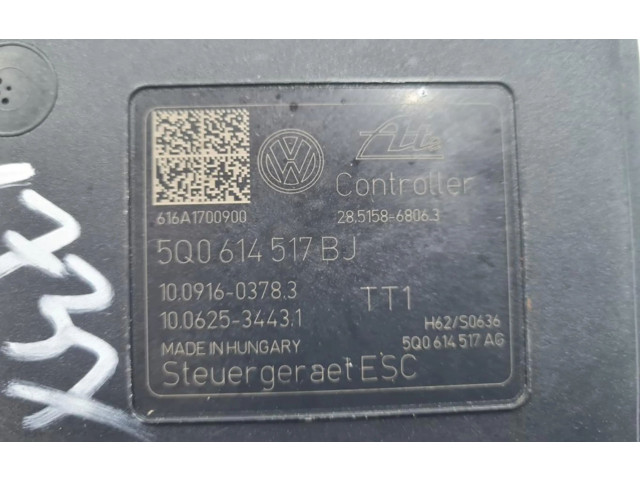 Ate
Controller
616A1700900
28.5158-6806.3
5Q0 614 517 BJ
10.0916-0378.3
TT1
10.0625-3443.1
H62/S0636
MADE IN HUNGARY
5Q0 614 517 AG
Steuergeraet ESC